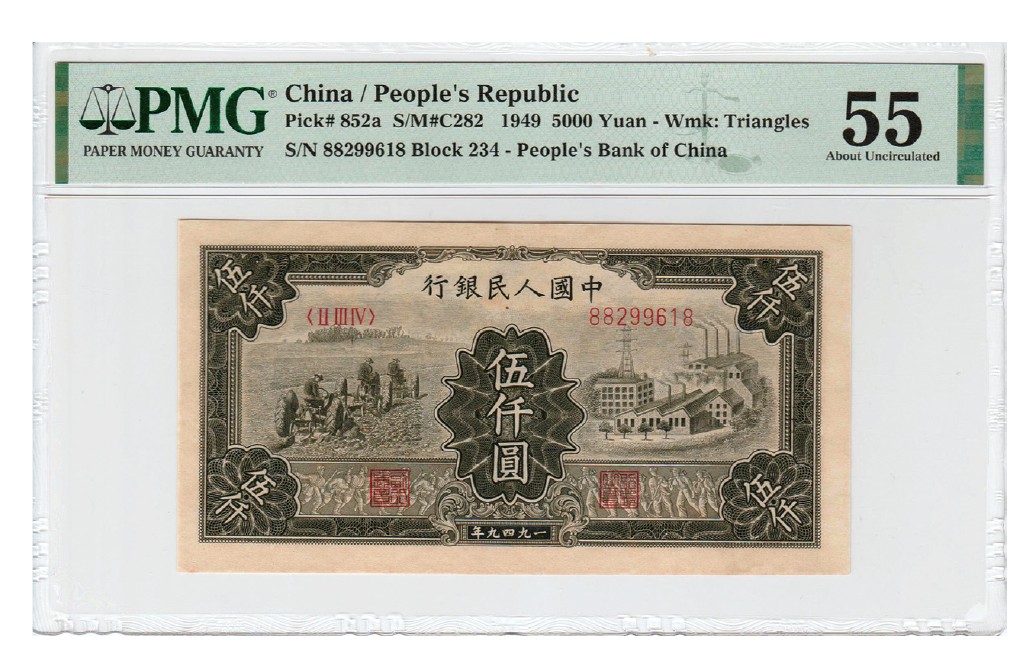 PMG®
PAPER MONEY GUARANTY
China / People's Republic
Pick# 852a S/M#C282 1949 5000 Yuan - Wmk: Triangles
S/N 88299618 Block 234 - People's Bank of China
55
About Uncirculated
伍仟
伍仟
行銀民人國中
〈II III IV〉
88299618
伍仟圓
伍仟
伍仟
年九四九一